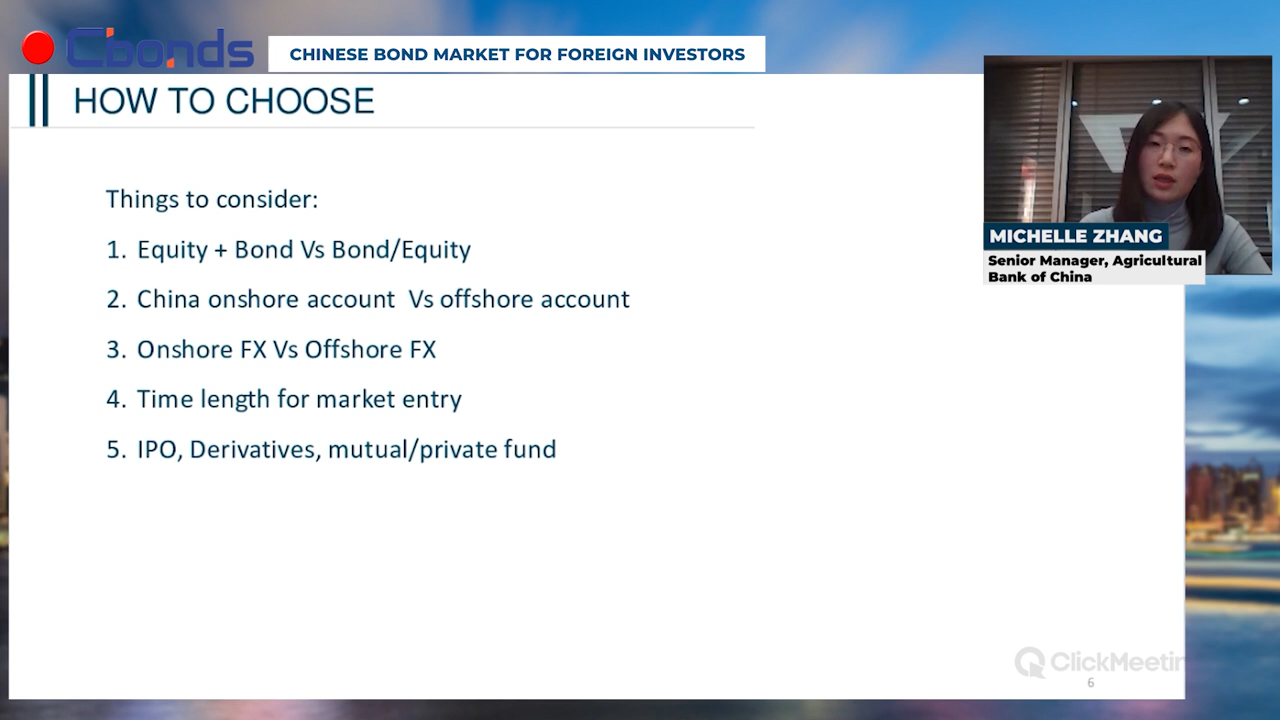 Cbonds
CHINESE BOND MARKET FOR FOREIGN INVESTORS
HOW TO CHOOSE
Things to consider:
1. Equity + Bond Vs Bond/Equity
2. China onshore account Vs offshore account
3. Onshore FX Vs Offshore FX
4. Time length for market entry
5. IPO, Derivatives, mutual/private fund
MICHELLE ZHANG
Senior Manager, Agricultural
Bank of China
ClickMeetin
6